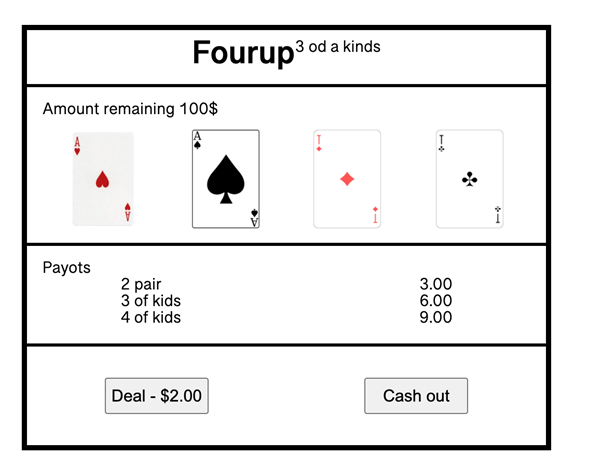 Fourup 3 od a kinds
Amount remaining 100$
A A I I
A A I I
Payots
2 pair 3.00
3 of kids 6.00
4 of kids 9.00
Deal - $2.00 Cash out